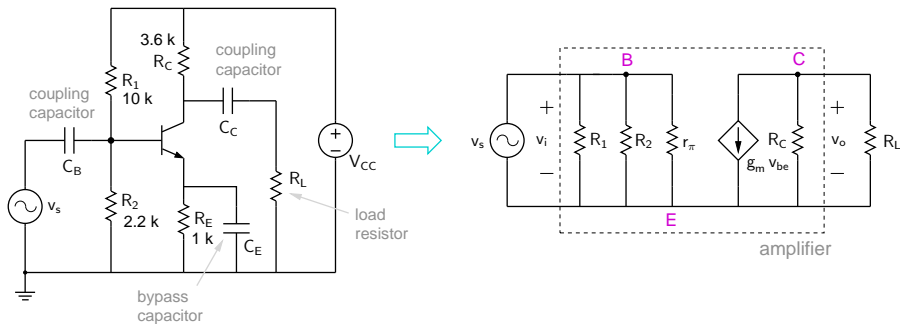 3.6 k
R_C
coupling
capacitor
R_1
10 k
coupling
capacitor
C_B
C_C
V_CC
R_2
2.2 k
v_s
R_E
1 k
C_E
R_L
load
resistor
bypass
capacitor
B
C
v_s
v_i
R_1
R_2
r_π
g_m v_be
R_C
v_o
R_L
E
amplifier